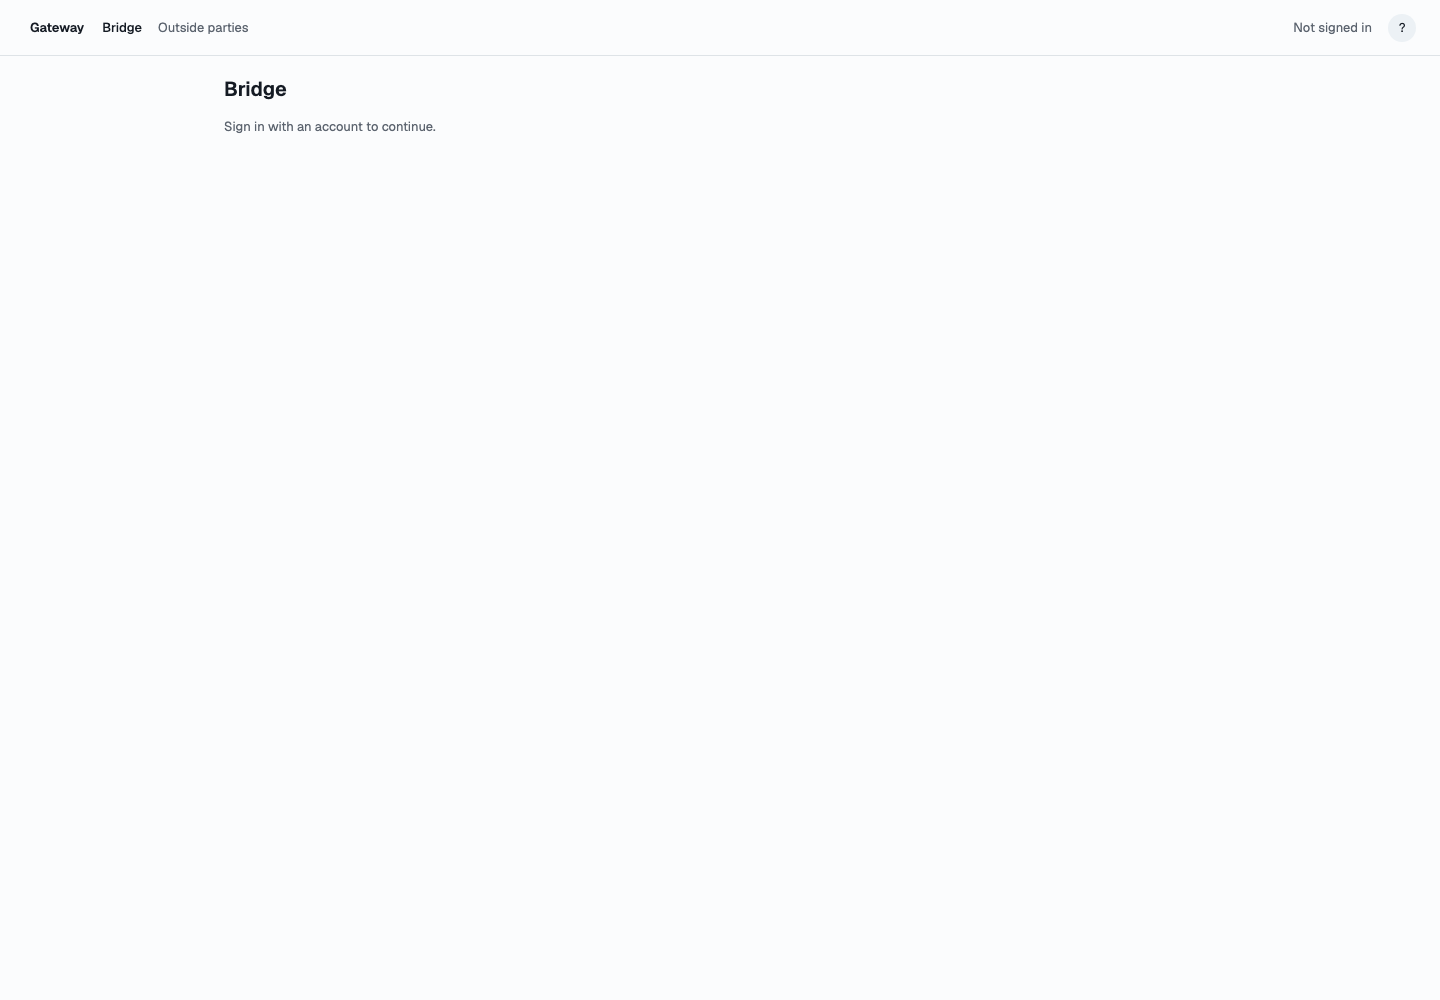 Gateway Bridge Outside parties Not signed in ?
Bridge
Sign in with an account to continue.